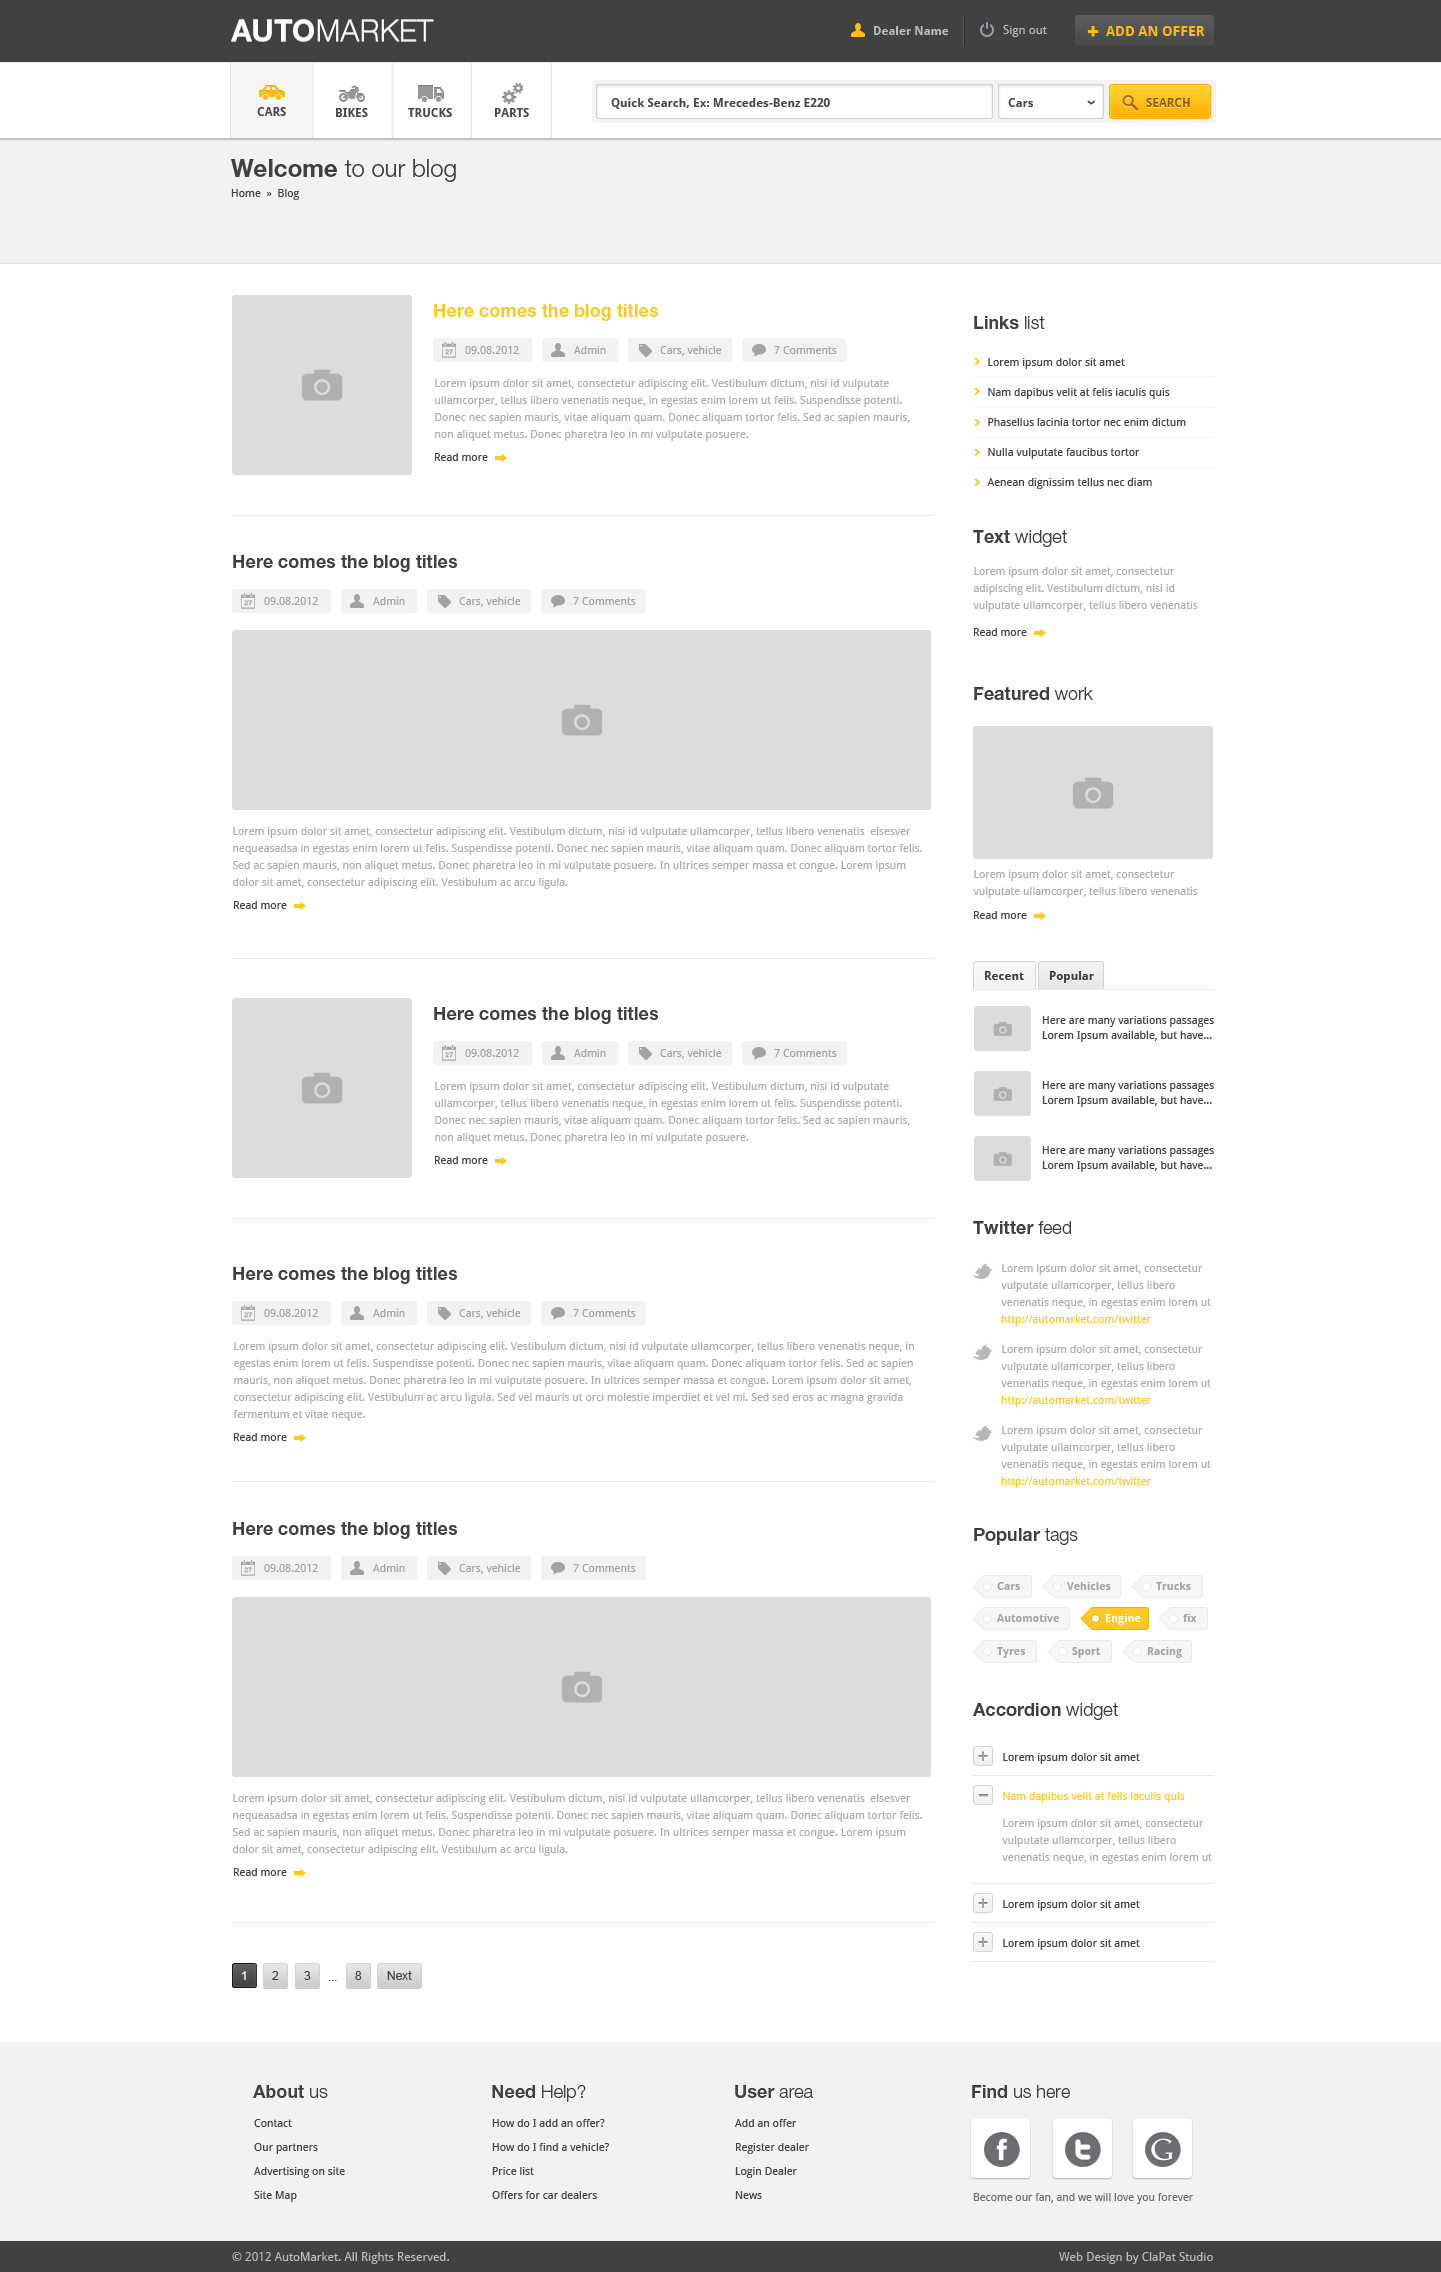 AUTOMARKET
Dealer Name
Sign out
ADD AN OFFER
CARS
BIKES
TRUCKS
PARTS
Quick Search, Ex: Mrecedes-Benz E220
Cars
SEARCH
Welcome to our blog
Home » Blog
Here comes the blog titles
27 09.08.2012
Admin
Cars, vehicle
7 Comments
Lorem ipsum dolor sit amet, consectetur adipiscing elit. Vestibulum dictum, nisi id vulputate
ullamcorper, tellus libero venenatis neque, in egestas enim lorem ut felis. Suspendisse potenti.
Donec nec sapien mauris, vitae aliquam quam. Donec aliquam tortor felis. Sed ac sapien mauris,
non aliquet metus. Donec pharetra leo in mi vulputate posuere.
Read more
Here comes the blog titles
27 09.08.2012
Admin
Cars, vehicle
7 Comments
Lorem ipsum dolor sit amet, consectetur adipiscing elit. Vestibulum dictum, nisi id vulputate ullamcorper, tellus libero venenatis elsesver
nequeasadsa in egestas enim lorem ut felis. Suspendisse potenti. Donec nec sapien mauris, vitae aliquam quam. Donec aliquam tortor felis.
Sed ac sapien mauris, non aliquet metus. Donec pharetra leo in mi vulputate posuere. In ultrices semper massa et congue. Lorem ipsum
dolor sit amet, consectetur adipiscing elit. Vestibulum ac arcu ligula.
Read more
Here comes the blog titles
27 09.08.2012
Admin
Cars, vehicle
7 Comments
Lorem ipsum dolor sit amet, consectetur adipiscing elit. Vestibulum dictum, nisi id vulputate
ullamcorper, tellus libero venenatis neque, in egestas enim lorem ut felis. Suspendisse potenti.
Donec nec sapien mauris, vitae aliquam quam. Donec aliquam tortor felis. Sed ac sapien mauris,
non aliquet metus. Donec pharetra leo in mi vulputate posuere.
Read more
Here comes the blog titles
27 09.08.2012
Admin
Cars, vehicle
7 Comments
Lorem ipsum dolor sit amet, consectetur adipiscing elit. Vestibulum dictum, nisi id vulputate ullamcorper, tellus libero venenatis neque, in
egestas enim lorem ut felis. Suspendisse potenti. Donec nec sapien mauris, vitae aliquam quam. Donec aliquam tortor felis. Sed ac sapien
mauris, non aliquet metus. Donec pharetra leo in mi vulputate posuere. In ultrices semper massa et congue. Lorem ipsum dolor sit amet,
consectetur adipiscing elit. Vestibulum ac arcu ligula. Sed vel mauris ut orci molestie imperdiet et vel mi. Sed sed eros ac magna gravida
fermentum et vitae neque.
Read more
Here comes the blog titles
27 09.08.2012
Admin
Cars, vehicle
7 Comments
Lorem ipsum dolor sit amet, consectetur adipiscing elit. Vestibulum dictum, nisi id vulputate ullamcorper, tellus libero venenatis elsesver
nequeasadsa in egestas enim lorem ut felis. Suspendisse potenti. Donec nec sapien mauris, vitae aliquam quam. Donec aliquam tortor felis.
Sed ac sapien mauris, non aliquet metus. Donec pharetra leo in mi vulputate posuere. In ultrices semper massa et congue. Lorem ipsum
dolor sit amet, consectetur adipiscing elit. Vestibulum ac arcu ligula.
Read more
1 2 3 ... 8 Next
Links list
Lorem ipsum dolor sit amet
Nam dapibus velit at felis iaculis quis
Phasellus lacinia tortor nec enim dictum
Nulla vulputate faucibus tortor
Aenean dignissim tellus nec diam
Text widget
Lorem ipsum dolor sit amet, consectetur
adipiscing elit. Vestibulum dictum, nisi id
vulputate ullamcorper, tellus libero venenatis
Read more
Featured work
Lorem ipsum dolor sit amet, consectetur
vulputate ullamcorper, tellus libero venenatis
Read more
Recent
Popular
Here are many variations passages
Lorem Ipsum available, but have...
Here are many variations passages
Lorem Ipsum available, but have...
Here are many variations passages
Lorem Ipsum available, but have...
Twitter feed
Lorem ipsum dolor sit amet, consectetur
vulputate ullamcorper, tellus libero
venenatis neque, in egestas enim lorem ut
http://automarket.com/twitter
Lorem ipsum dolor sit amet, consectetur
vulputate ullamcorper, tellus libero
venenatis neque, in egestas enim lorem ut
http://automarket.com/twitter
Lorem ipsum dolor sit amet, consectetur
vulputate ullamcorper, tellus libero
venenatis neque, in egestas enim lorem ut
http://automarket.com/twitter
Popular tags
Cars
Vehicles
Trucks
Automotive
Engine
fix
Tyres
Sport
Racing
Accordion widget
Lorem ipsum dolor sit amet
Nam dapibus velit at felis iaculis quis
Lorem ipsum dolor sit amet, consectetur
vulputate ullamcorper, tellus libero
venenatis neque, in egestas enim lorem ut
Lorem ipsum dolor sit amet
Lorem ipsum dolor sit amet
About us
Contact
Our partners
Advertising on site
Site Map
Need Help?
How do I add an offer?
How do I find a vehicle?
Price list
Offers for car dealers
User area
Add an offer
Register dealer
Login Dealer
News
Find us here
f t G
Become our fan, and we will love you forever
© 2012 AutoMarket. All Rights Reserved.
Web Design by ClaPat Studio